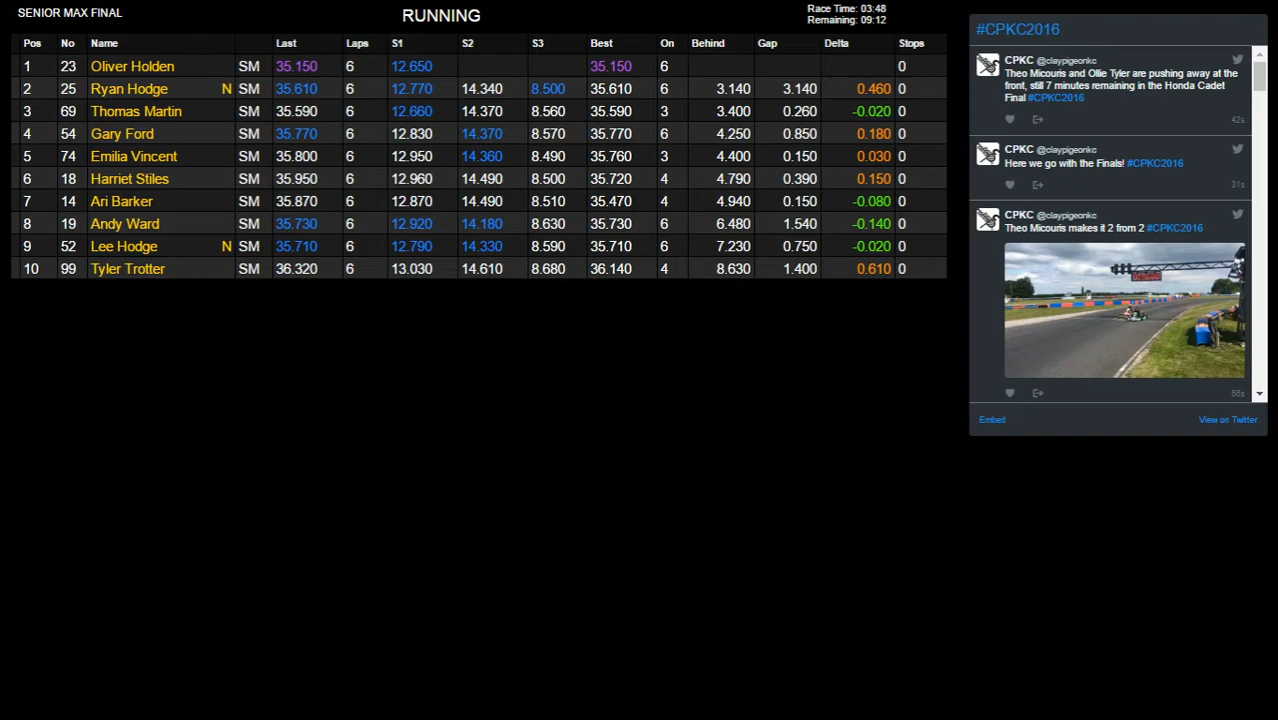 SENIOR MAX FINAL
RUNNING
Race Time: 03:48
Remaining: 09:12
Pos No Name Last Laps S1 S2 S3 Best On Behind Gap Delta Stops
1 23 Oliver Holden SM 35.150 6 12.650 35.150 6 0
2 25 Ryan Hodge N SM 35.610 6 12.770 14.340 8.500 35.610 6 3.140 3.140 0.460 0
3 69 Thomas Martin SM 35.590 6 12.660 14.370 8.560 35.590 3 3.400 0.260 -0.020 0
4 54 Gary Ford SM 35.770 6 12.830 14.370 8.570 35.770 6 4.250 0.850 0.180 0
5 74 Emilia Vincent SM 35.800 6 12.950 14.360 8.490 35.760 3 4.400 0.150 0.030 0
6 18 Harriet Stiles SM 35.950 6 12.960 14.490 8.500 35.720 4 4.790 0.390 0.150 0
7 14 Ari Barker SM 35.870 6 12.870 14.490 8.510 35.470 4 4.940 0.150 -0.080 0
8 19 Andy Ward SM 35.730 6 12.920 14.180 8.630 35.730 6 6.480 1.540 -0.140 0
9 52 Lee Hodge N SM 35.710 6 12.790 14.330 8.590 35.710 6 7.230 0.750 -0.020 0
10 99 Tyler Trotter SM 36.320 6 13.030 14.610 8.680 36.140 4 8.630 1.400 0.610 0
#CPKC2016
CPKC @claypigeonkc
Theo Micouris and Ollie Tyler are pushing away at the
front, still 7 minutes remaining in the Honda Cadet
Final #CPKC2016
42s
CPKC @claypigeonkc
Here we go with the Finals! #CPKC2016
31s
CPKC @claypigeonkc
Theo Micouris makes it 2 from 2 #CPKC2016
56s
Embed
View on Twitter